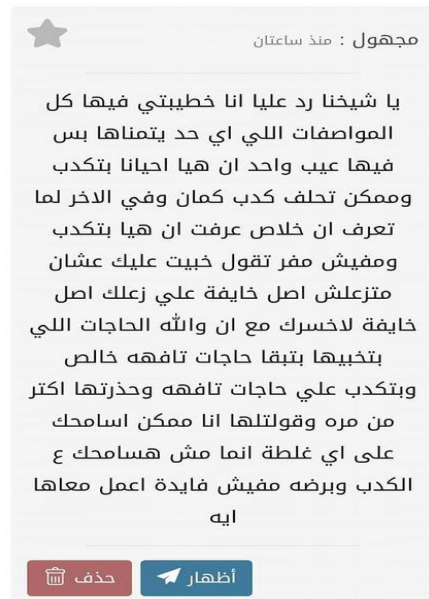 مجهول : منذ ساعتان
يا شيخنا رد عليا انا خطيبتي فيها كل
المواصفات اللي اي حد يتمناها بس
فيها عيب واحد ان هيا احيانا بتكدب
وممكن تحلف كدب كمان وفي الاخر لما
تعرف ان خلاص عرفت ان هيا بتكدب
ومفيش مفر تقول خبيت عليك عشان
متزعلش اصل خايفة علي زعلك اصل
خايفة لاخسرك مع ان والله الحاجات اللي
بتخبيها بتبقا حاجات تافهه خالص
وبتكدب علي حاجات تافهه وحذرتها اكتر
من مره وقولتلها انا ممكن اسامحك
على اي غلطة انما مش هسامحك ع
الكدب وبرضه مفيش فايدة اعمل معاها
ايه
أظهار حذف